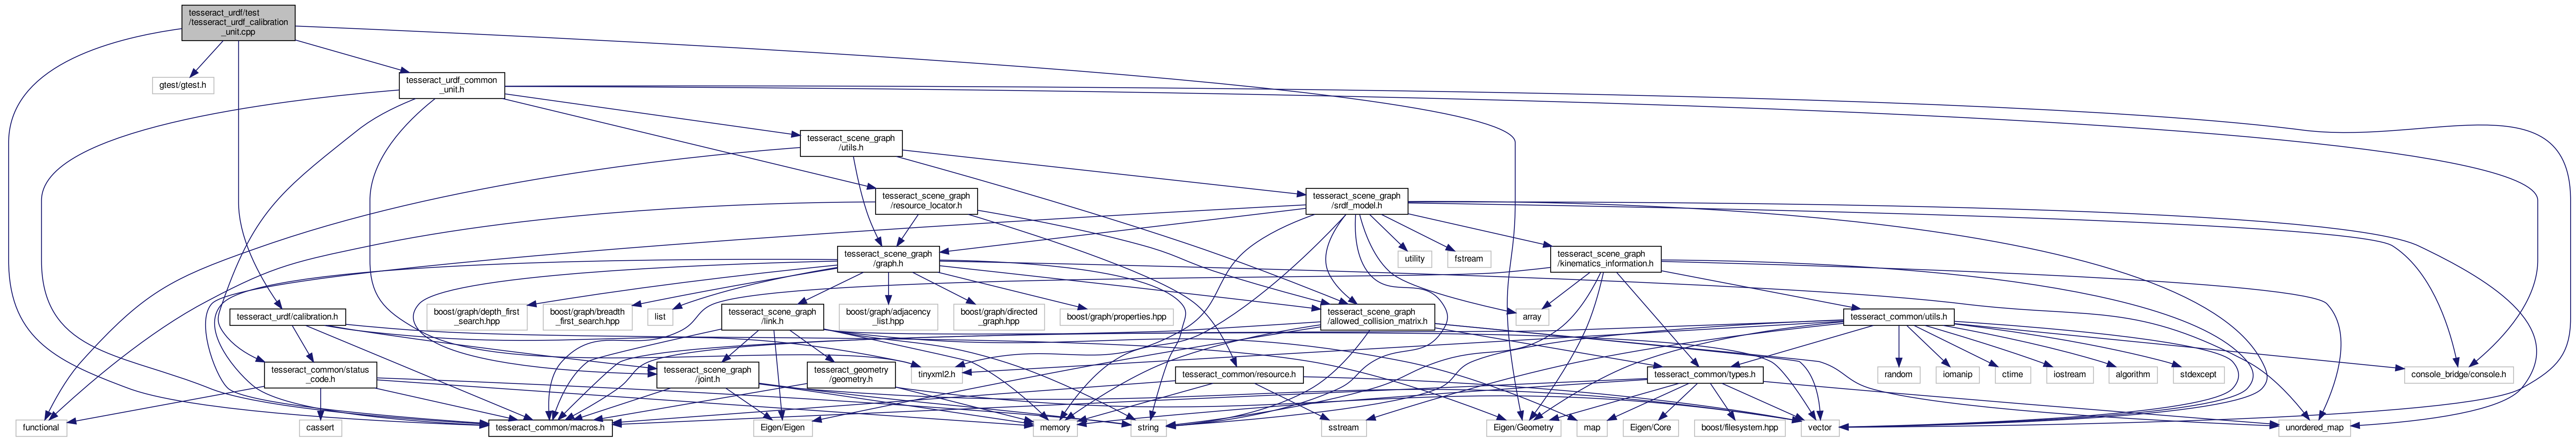 tesseract_urdf/test
/tesseract_urdf_calibration
_unit.cpp
gtest/gtest.h
tesseract_urdf_common
_unit.h
tesseract_scene_graph
/utils.h
tesseract_scene_graph
/resource_locator.h
tesseract_scene_graph
/srdf_model.h
tesseract_scene_graph
/graph.h
utility
fstream
tesseract_scene_graph
/kinematics_information.h
tesseract_urdf/calibration.h
boost/graph/depth_first
_search.hpp
boost/graph/breadth
_first_search.hpp
list
tesseract_scene_graph
/link.h
boost/graph/adjacency
_list.hpp
boost/graph/directed
_graph.hpp
boost/graph/properties.hpp
tesseract_scene_graph
/allowed_collision_matrix.h
array
tesseract_common/utils.h
tesseract_common/status
_code.h
tesseract_scene_graph
/joint.h
tesseract_geometry
/geometry.h
tinyxml2.h
tesseract_common/resource.h
tesseract_common/types.h
random
iomanip
ctime
iostream
algorithm
stdexcept
console_bridge/console.h
functional
cassert
tesseract_common/macros.h
Eigen/Eigen
memory
string
sstream
Eigen/Geometry
map
Eigen/Core
boost/filesystem.hpp
vector
unordered_map